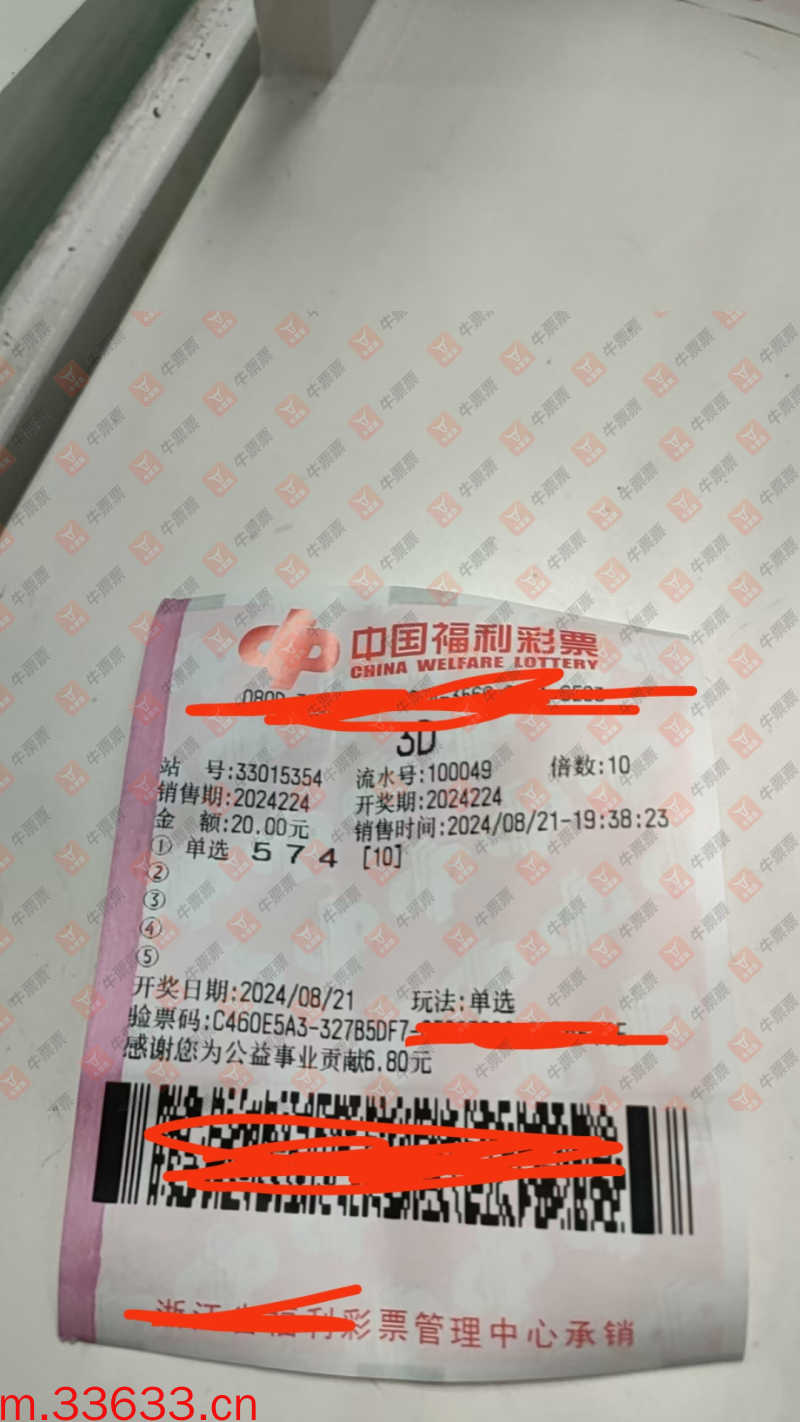 中国福利彩票
CHINA WELFARE LOTTERY
3D
站 号:33015354 流水号:100049 倍数:10
销售期:2024224 开奖期:2024224
金 额:20.00元 销售时间:2024/08/21-19:38:23
① 单选 5 7 4 [10]
②
③
④
⑤
开奖日期:2024/08/21 玩法:单选
验票码:C460E5A3-327B5DF7-
感谢您为公益事业贡献6.80元
彩票管理中心承销
牛票票
m.33633.cn